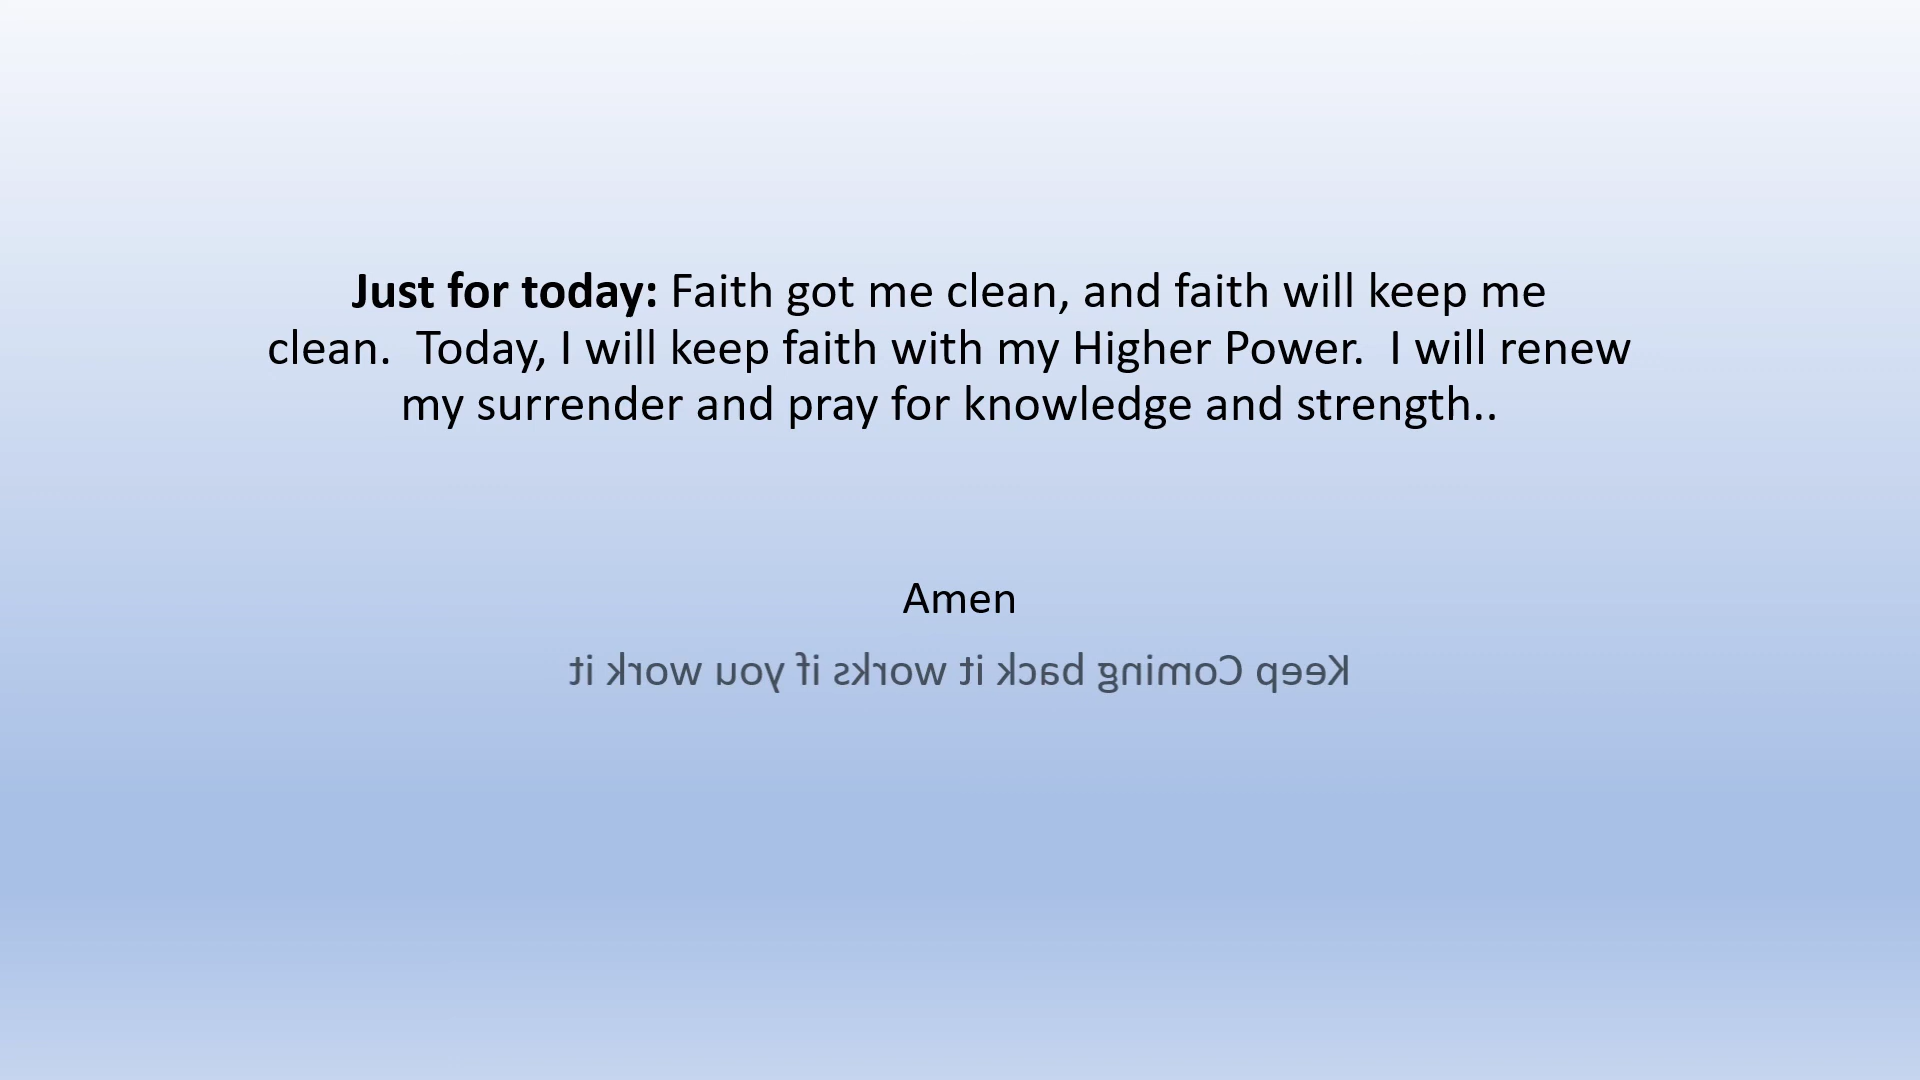 Just for today: Faith got me clean, and faith will keep me
clean.  Today, I will keep faith with my Higher Power.  I will renew
my surrender and pray for knowledge and strength..
Amen
Keep Coming back it works if you work it